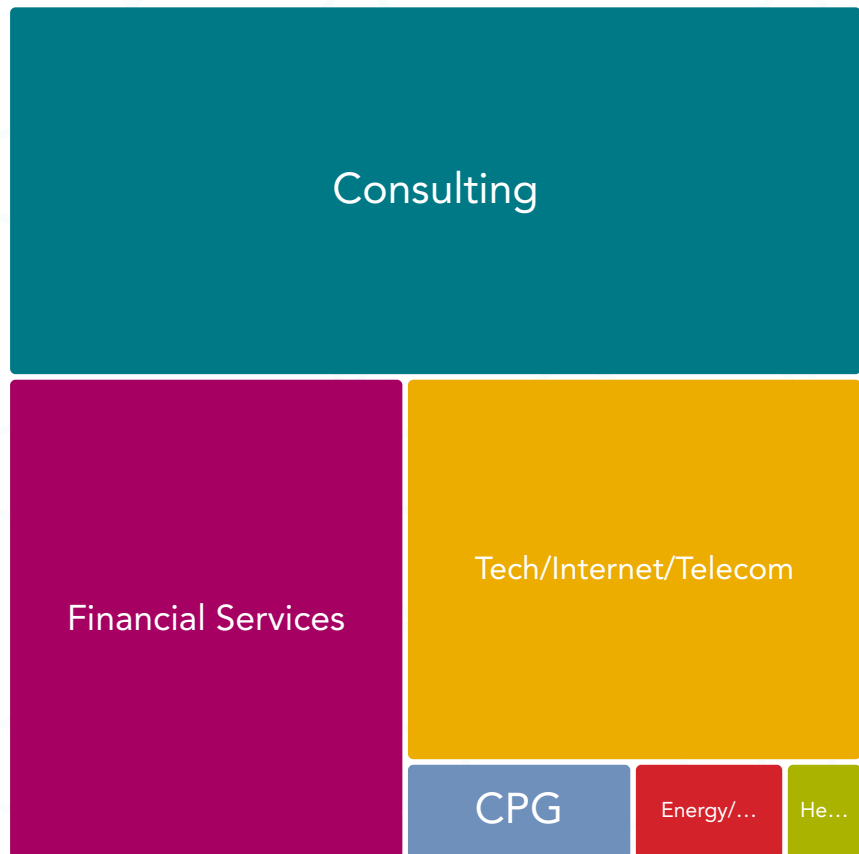 Consulting
Financial Services
Tech/Internet/Telecom
CPG
Energy/…
He…